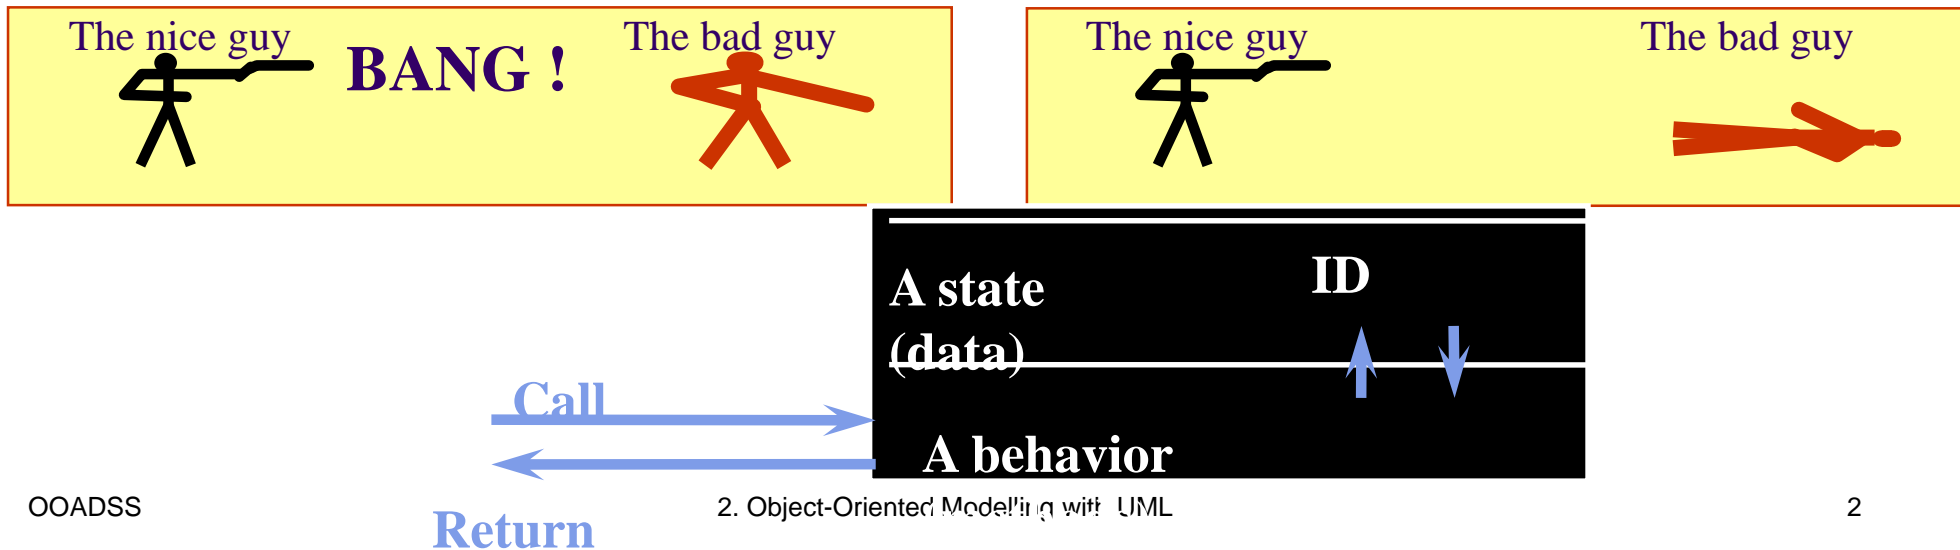 The nice guy
BANG !
The bad guy
The nice guy
The bad guy
A state
(data)
ID
Call
A behavior
Return
OOADSS
2. Object-Oriented Modelling with UML
2